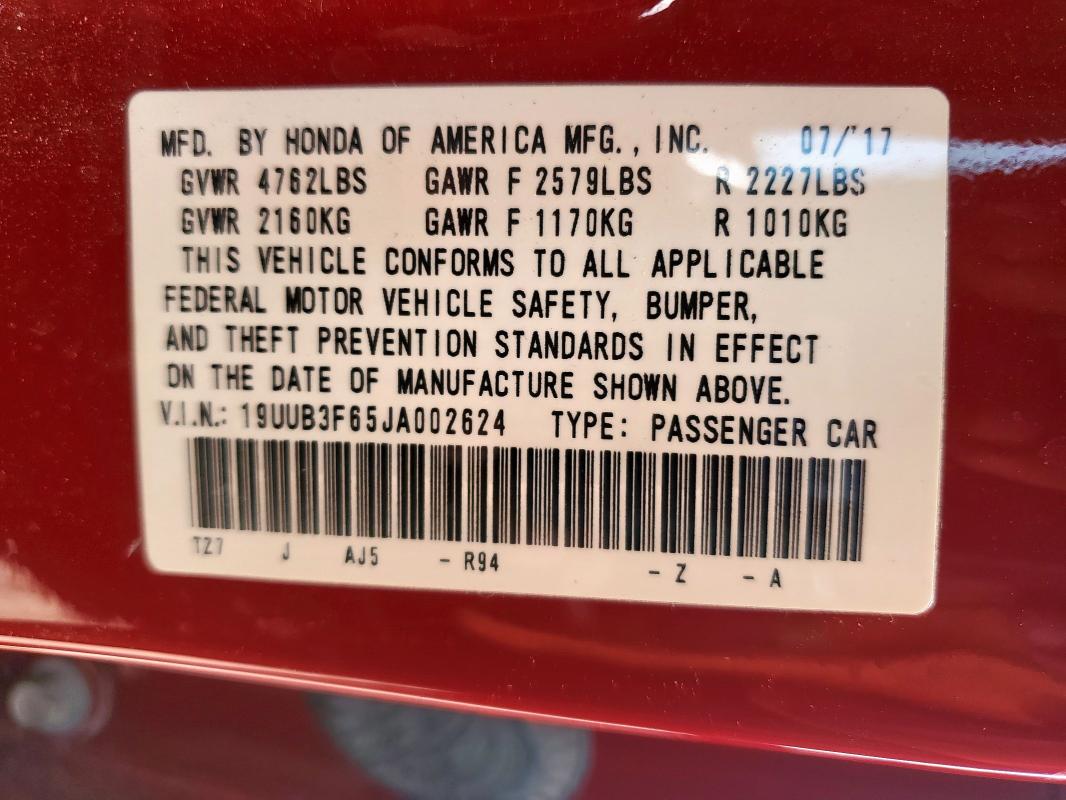 MFD. BY HONDA OF AMERICA MFG., INC. 07/'17
GVWR 4762LBS GAWR F 2579LBS R 2227LBS
GVWR 2160KG GAWR F 1170KG R 1010KG
THIS VEHICLE CONFORMS TO ALL APPLICABLE
FEDERAL MOTOR VEHICLE SAFETY, BUMPER,
AND THEFT PREVENTION STANDARDS IN EFFECT
ON THE DATE OF MANUFACTURE SHOWN ABOVE.
V.I.N.: 19UUB3F65JA002624 TYPE: PASSENGER CAR
TZ7 J AJ5 - R94 - Z - A